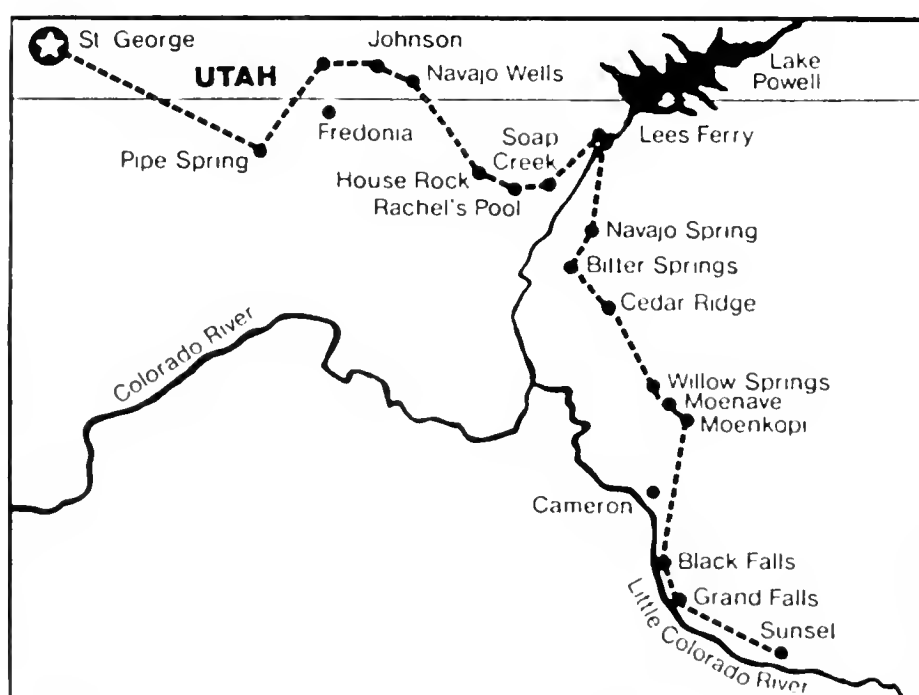 St George
Johnson
Lake
Powell
UTAH
Navajo Wells
Fredonia
Soap
Creek
Lees Ferry
Pipe Spring
House Rock
Rachel's Pool
Navajo Spring
Bitter Springs
Cedar Ridge
Colorado River
Willow Springs
Moenave
Moenkopi
Cameron
Black Falls
Grand Falls
Sunset
Little Colorado River